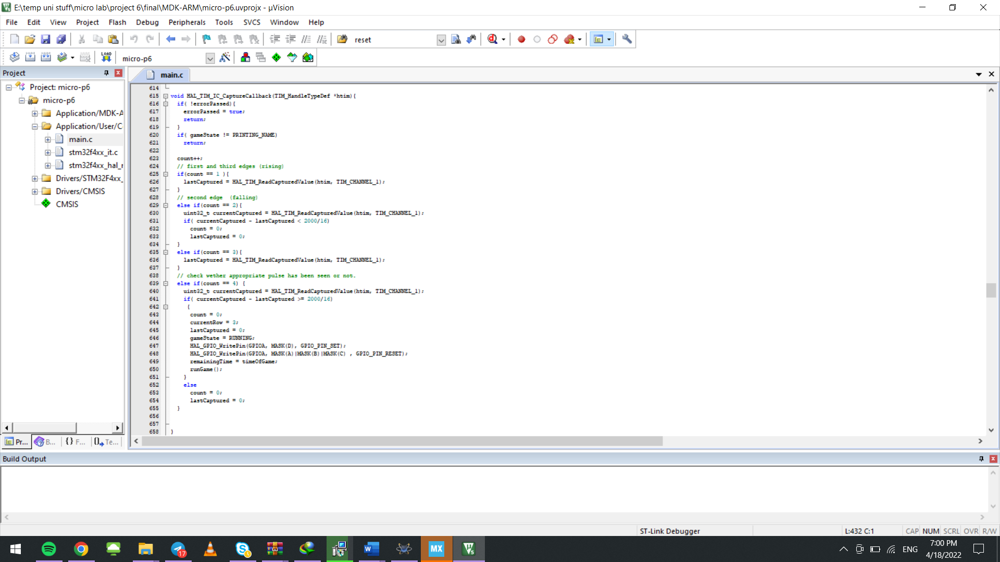 E:\temp uni stuff\micro lab\project 6\final\MDK-ARM\micro-p6.uvprojx - µVision
File Edit View Project Flash Debug Peripherals Tools SVCS Window Help
reset
LOAD micro-p6
Project
main.c
Project: micro-p6
micro-p6
Application/MDK-A
Application/User/C
main.c
stm32f4xx_it.c
stm32f4xx_hal_
Drivers/STM32F4xx_
Drivers/CMSIS
CMSIS
614
615 void HAL_TIM_IC_CaptureCallback(TIM_HandleTypeDef *htim){
616 if( !errorPassed){
617 errorPassed = true;
618 return;
619 }
620 if( gameState != PRINTING_NAME)
621 return;
622
623 count++;
624 // first and third edges (rising)
625 if(count == 1 ){
626 lastCaptured = HAL_TIM_ReadCapturedValue(htim, TIM_CHANNEL_1);
627 }
628 // second edge  (falling)
629 else if(count == 2){
630 uint32_t currentCaptured = HAL_TIM_ReadCapturedValue(htim, TIM_CHANNEL_1);
631 if( currentCaptured - lastCaptured < 2000/16)
632 count = 0;
633 lastCaptured = 0;
634 }
635 else if(count == 3){
636 lastCaptured = HAL_TIM_ReadCapturedValue(htim, TIM_CHANNEL_1);
637 }
638 // check wether appropriate pulse has been seen or not.
639 else if(count == 4) {
640 uint32_t currentCaptured = HAL_TIM_ReadCapturedValue(htim, TIM_CHANNEL_1);
641 if( currentCaptured - lastCaptured >= 2000/16)
642 {
643 count = 0;
644 currentRow = 3;
645 lastCaptured = 0;
646 gameState = RUNNING;
647 HAL_GPIO_WritePin(GPIOA, MASK(D), GPIO_PIN_SET);
648 HAL_GPIO_WritePin(GPIOA, MASK(A)|MASK(B)|MASK(C) , GPIO_PIN_RESET);
649 remainingTime = timeOfGame;
650 runGame();
651 }
652 else
653 count = 0;
654 lastCaptured = 0;
655 }
656
657
658 }
Pr... B... {} F... Te...
Build Output
ST-Link Debugger L:432 C:1 CAP NUM SCRL OVR R/W
17 W MX
ENG
7:00 PM
4/18/2022